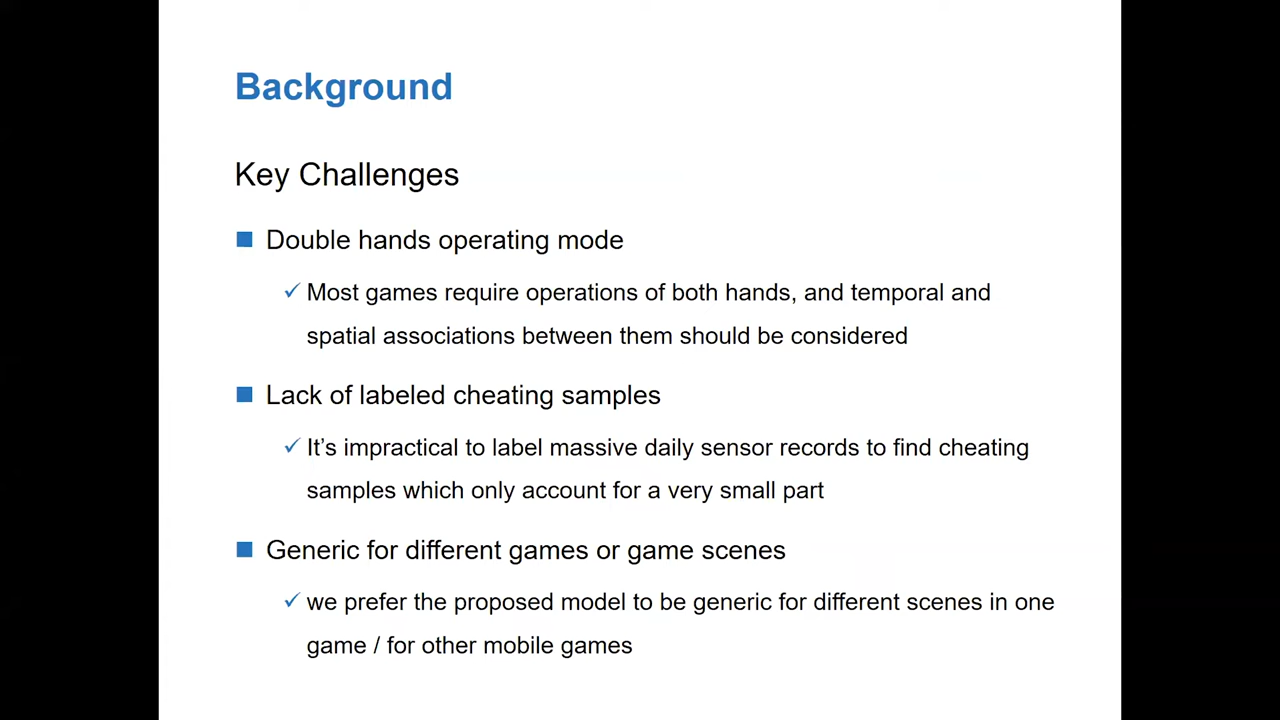 Background
Key Challenges
Double hands operating mode
✓ Most games require operations of both hands, and temporal and
spatial associations between them should be considered
Lack of labeled cheating samples
✓ It's impractical to label massive daily sensor records to find cheating
samples which only account for a very small part
Generic for different games or game scenes
✓ we prefer the proposed model to be generic for different scenes in one
game / for other mobile games